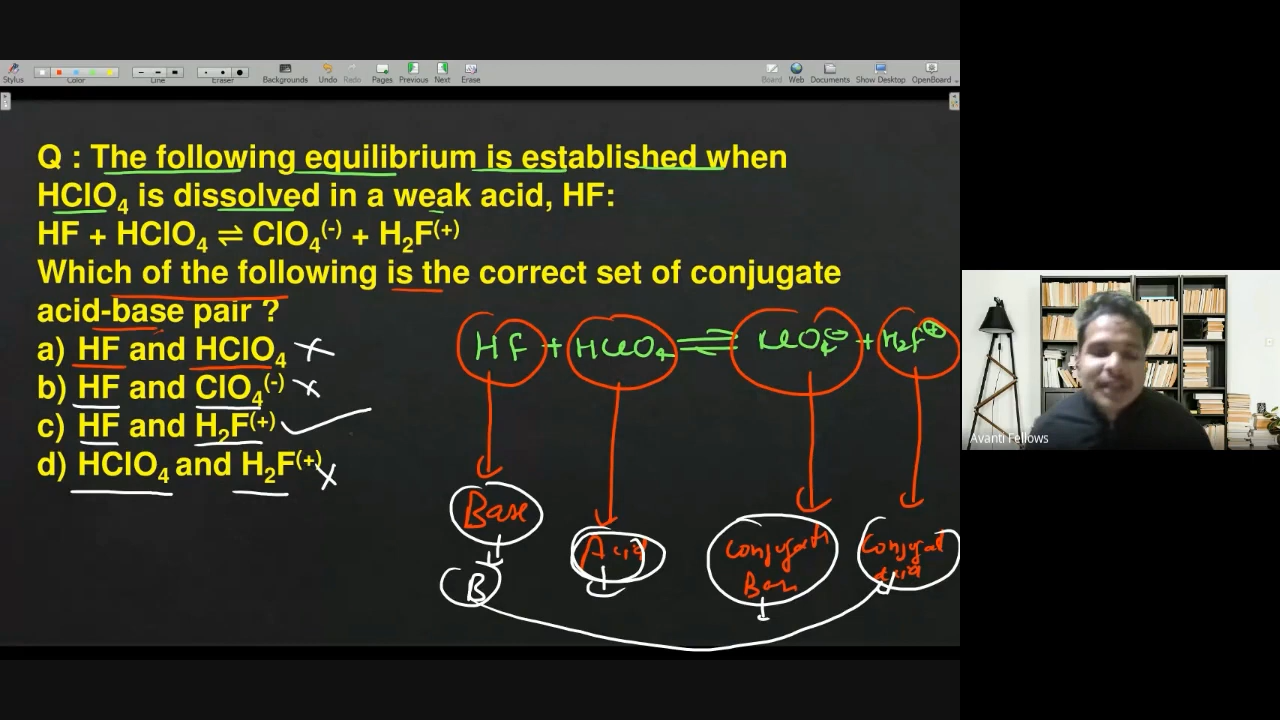 Stylus Color Line Eraser Backgrounds Undo Redo Pages Previous Next Erase Board Web Documents Show Desktop OpenBoard
Q : The following equilibrium is established when
HClO₄ is dissolved in a weak acid, HF:
HF + HClO₄ ⇌ ClO₄⁽⁻⁾ + H₂F⁽⁺⁾
Which of the following is the correct set of conjugate
acid-base pair ?
a) HF and HClO₄
b) HF and ClO₄⁽⁻⁾
c) HF and H₂F⁽⁺⁾
d) HClO₄ and H₂F⁽⁺⁾
HF + HClO₄ ⇌ + H₂F⁺
Base
Acid
Conjugate
Conjugat
acid
B
Avanti Fellows